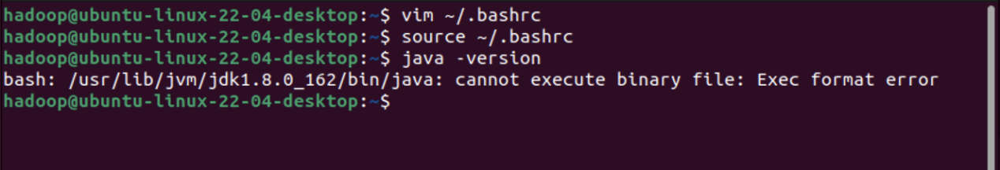 hadoop@ubuntu-linux-22-04-desktop:~$ vim ~/.bashrc
hadoop@ubuntu-linux-22-04-desktop:~$ source ~/.bashrc
hadoop@ubuntu-linux-22-04-desktop:~$ java -version
bash: /usr/lib/jvm/jdk1.8.0_162/bin/java: cannot execute binary file: Exec format error
hadoop@ubuntu-linux-22-04-desktop:~$